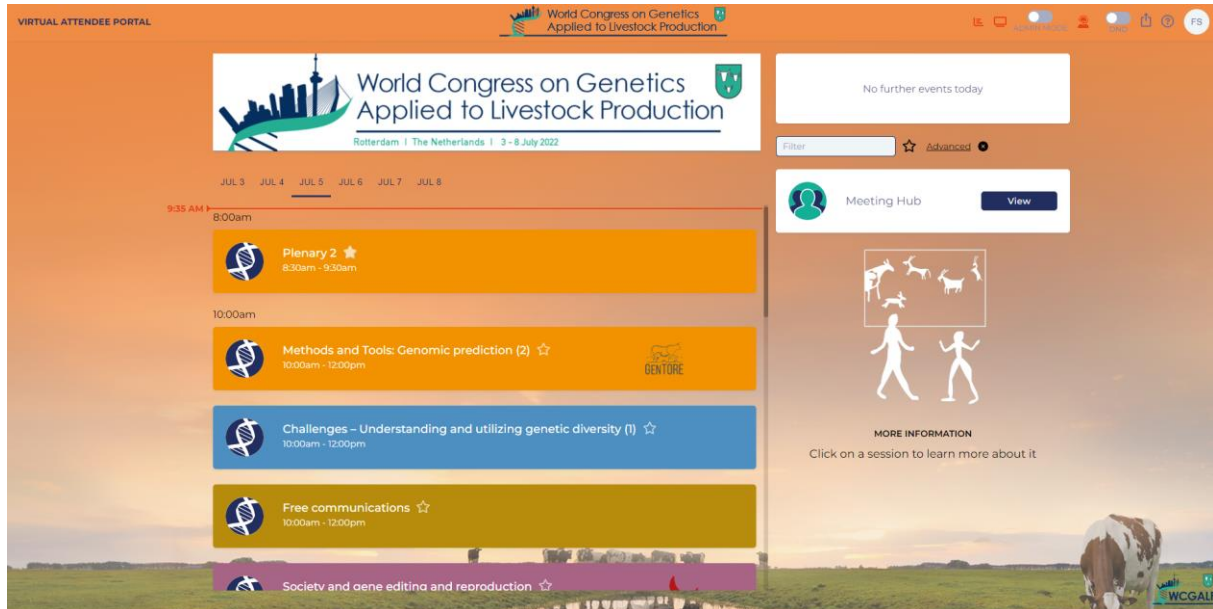 VIRTUAL ATTENDEE PORTAL
World Congress on Genetics
Applied to Livestock Production
ADMIN MODE
DND
FS
World Congress on Genetics
Applied to Livestock Production
Rotterdam | The Netherlands | 3 - 8 July 2022
No further events today
Filter
Advanced
JUL 3 JUL 4 JUL 5 JUL 6 JUL 7 JUL 8
Meeting Hub
View
9:35 AM
8:00am
Plenary 2
8:30am - 9:30am
10:00am
Methods and Tools: Genomic prediction (2)
10:00am - 12:00pm
GENTORE
Challenges – Understanding and utilizing genetic diversity (1)
10:00am - 12:00pm
MORE INFORMATION
Click on a session to learn more about it
Free communications
10:00am - 12:00pm
Society and gene editing and reproduction